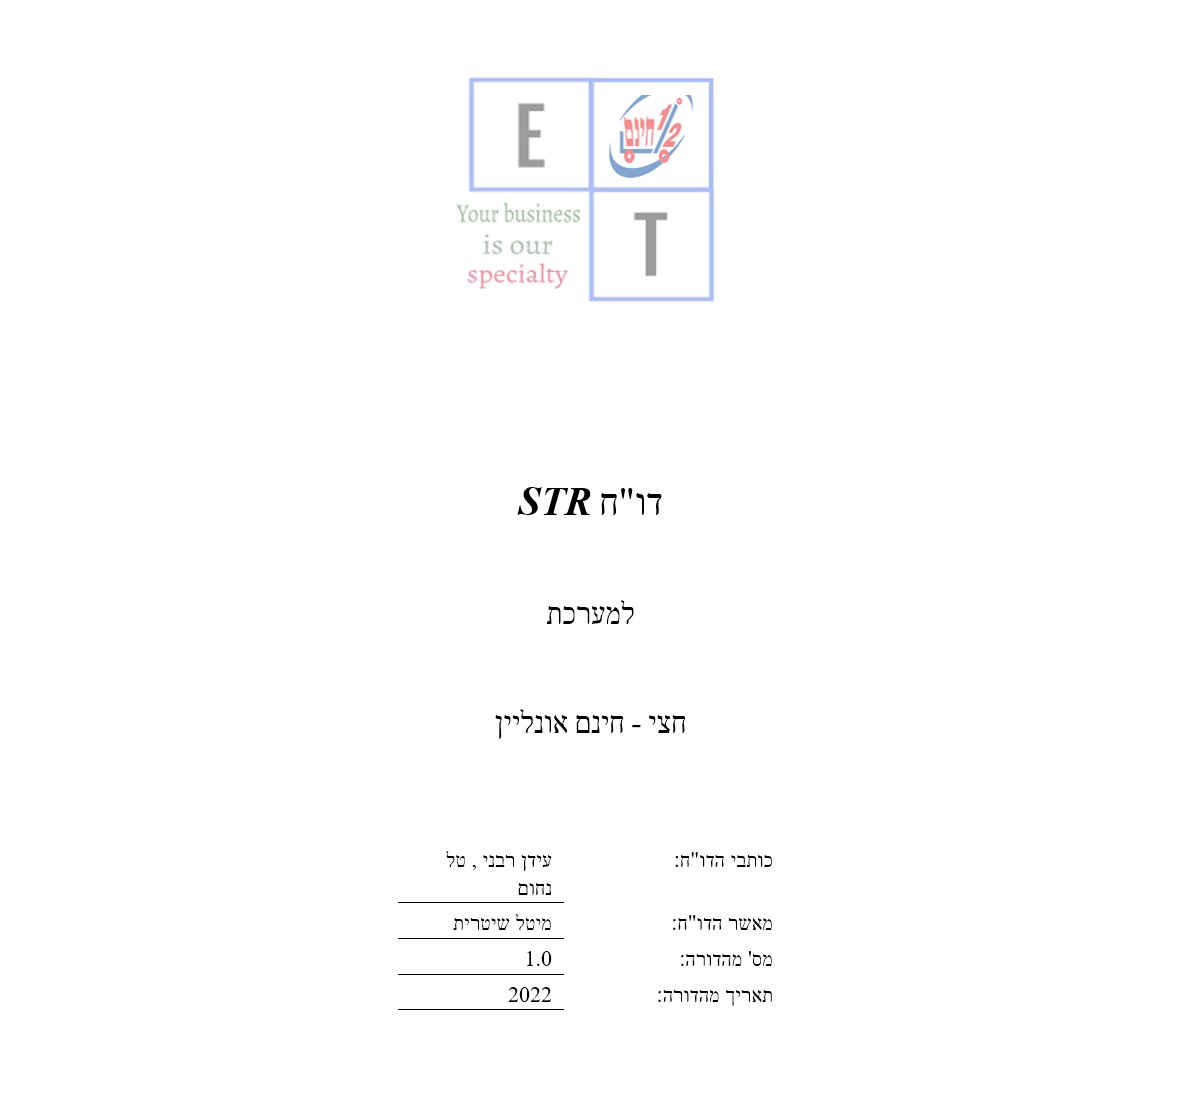 E
חינם 1/2
Your business
is our
specialty
T
דו"ח STR
למערכת
חצי - חינם אונליין
כותבי הדו"ח: עידן רבני , טל
נחום
מאשר הדו"ח: מיטל שיטרית
מס' מהדורה: 1.0
תאריך מהדורה: 2022